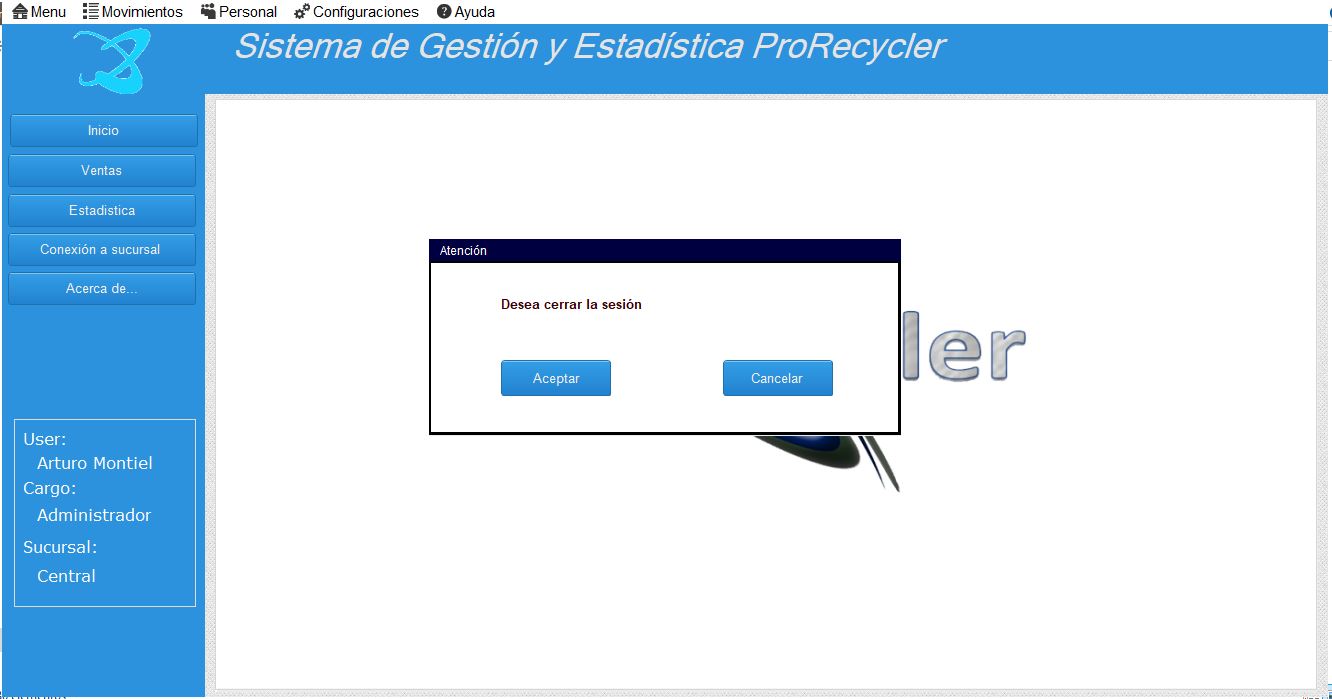 Menu Movimientos Personal Configuraciones Ayuda
Sistema de Gestión y Estadística ProRecycler
Inicio
Ventas
Estadistica
Conexión a sucursal
Acerca de...
Atención
Desea cerrar la sesión
Aceptar Cancelar
ler
User:
Arturo Montiel
Cargo:
Administrador
Sucursal:
Central